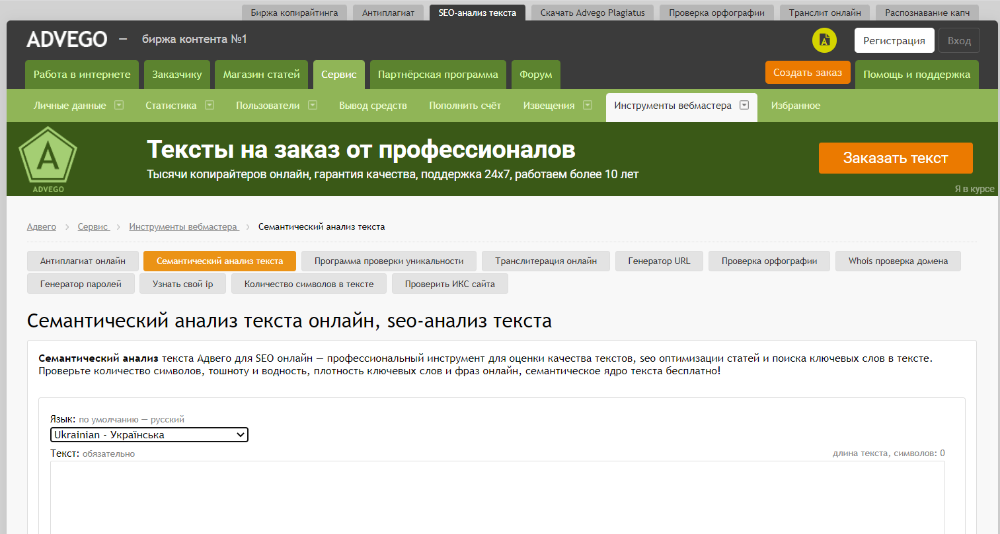 Биржа копирайтинга Антиплагиат SEO-анализ текста Скачать Advego Plagiatus Проверка орфографии Транслит онлайн Распознавание капч
ADVEGO — биржа контента №1 Регистрация Вход
Работа в интернете Заказчику Магазин статей Сервис Партнёрская программа Форум Создать заказ Помощь и поддержка
Личные данные Статистика Пользователи Вывод средств Пополнить счёт Извещения Инструменты вебмастера Избранное
Тексты на заказ от профессионалов
Тысячи копирайтеров онлайн, гарантия качества, поддержка 24x7, работаем более 10 лет
Заказать текст
A
ADVEGO
Я в курсе
Адвего > Сервис > Инструменты вебмастера > Семантический анализ текста
Антиплагиат онлайн Семантический анализ текста Программа проверки уникальности Транслитерация онлайн Генератор URL Проверка орфографии Whois проверка домена
Генератор паролей Узнать свой ip Количество символов в тексте Проверить ИКС сайта
Семантический анализ текста онлайн, seo-анализ текста
Семантический анализ текста Адвего для SEO онлайн — профессиональный инструмент для оценки качества текстов, seo оптимизации статей и поиска ключевых слов в тексте.
Проверьте количество символов, тошноту и водность, плотность ключевых слов и фраз онлайн, семантическое ядро текста бесплатно!
Язык: по умолчанию — русский
Ukrainian - Українська
Текст: обязательно длина текста, символов: 0